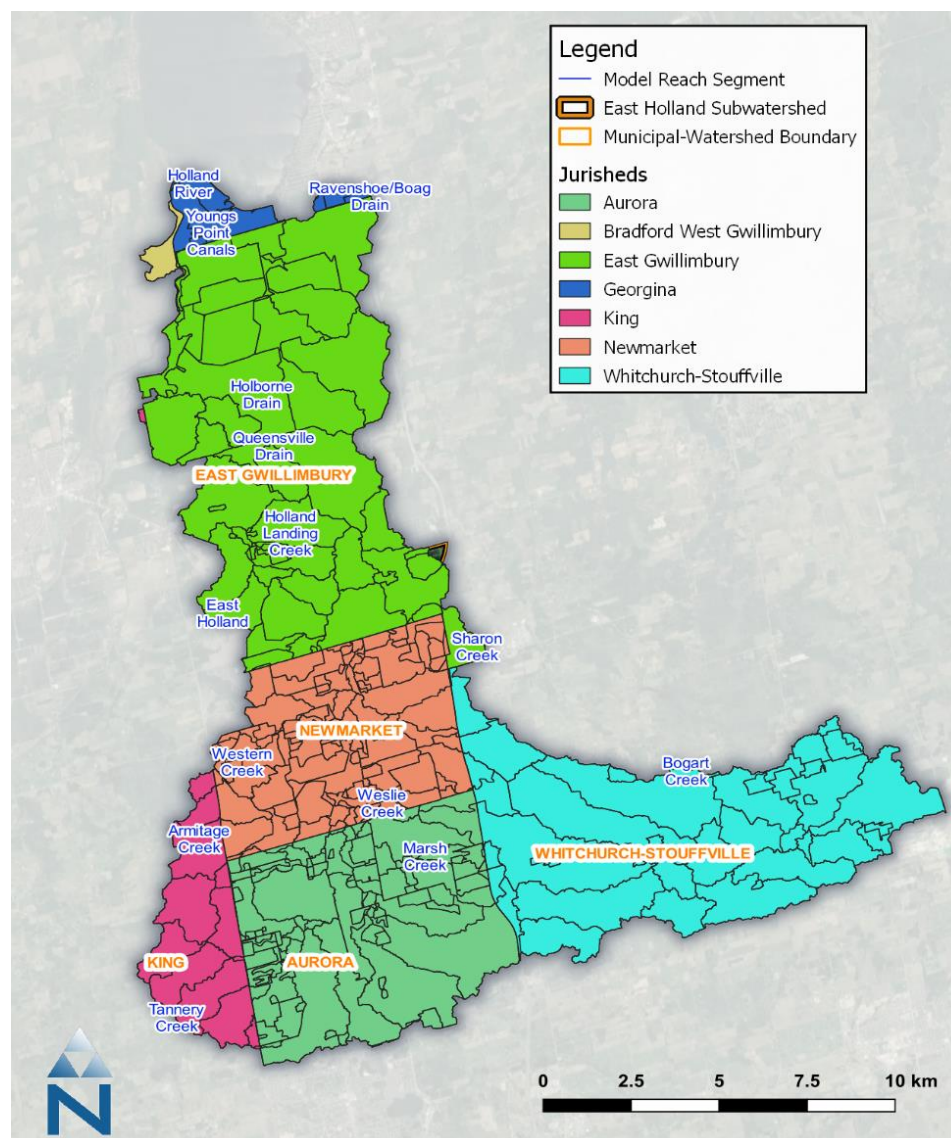 Legend
Model Reach Segment
East Holland Subwatershed
Municipal-Watershed Boundary
Jurisheds
Aurora
Bradford West Gwillimbury
East Gwillimbury
Georgina
King
Newmarket
Whitchurch-Stouffville
Holland
River
Ravenshoe/Boag
Drain
Youngs
Point
Canals
Holborne
Drain
Queensville
Drain
EAST GWILLIMBURY
Holland
Landing
Creek
East
Holland
Sharon
Creek
NEWMARKET
Western
Creek
Bogart
Creek
Weslie
Creek
Armitage
Creek
Marsh
Creek
WHITCHURCH-STOUFFVILLE
KING
AURORA
Tannery
Creek
N
0 2.5 5 7.5 10 km